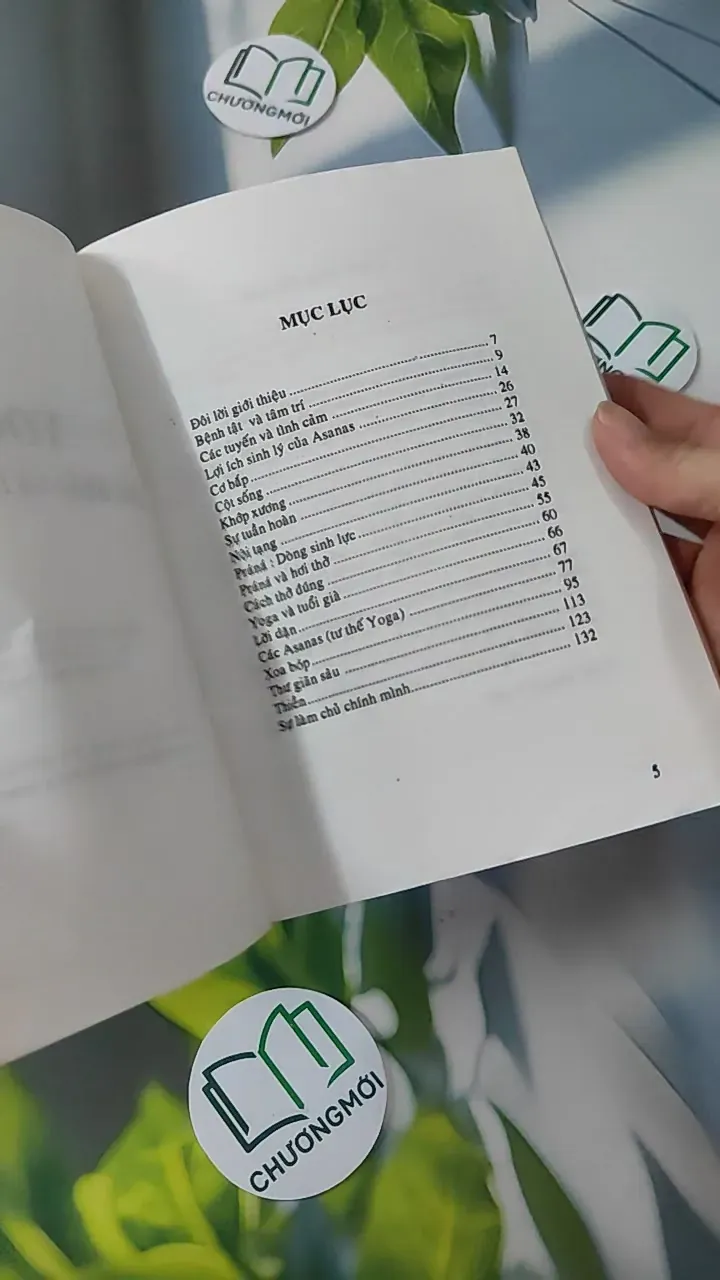 CHƯƠNGMỚI
MỤC LỤC
Đôi lời giới thiệu ........ 7
Bệnh tật và tâm trí ........ 9
Các tuyến và tình cảm ........ 14
Lợi ích sinh lý của Asanas ........ 26
Cơ bắp ........ 27
Cột sống ........ 32
Khớp xương ........ 38
Sự tuần hoàn ........ 40
Nội tạng ........ 43
Práná : Dòng sinh lực ........ 45
Práná và hơi thở ........ 55
Cách thở đúng ........ 60
Yoga và tuổi già ........ 66
Lời dặn ........ 67
Các Asanas (tư thế Yoga) ........ 77
Xoa bóp ........ 95
Thư giãn sâu ........ 113
Thiền ........ 123
Sự làm chủ chính mình ........ 132
5
CHƯƠNGMỚI